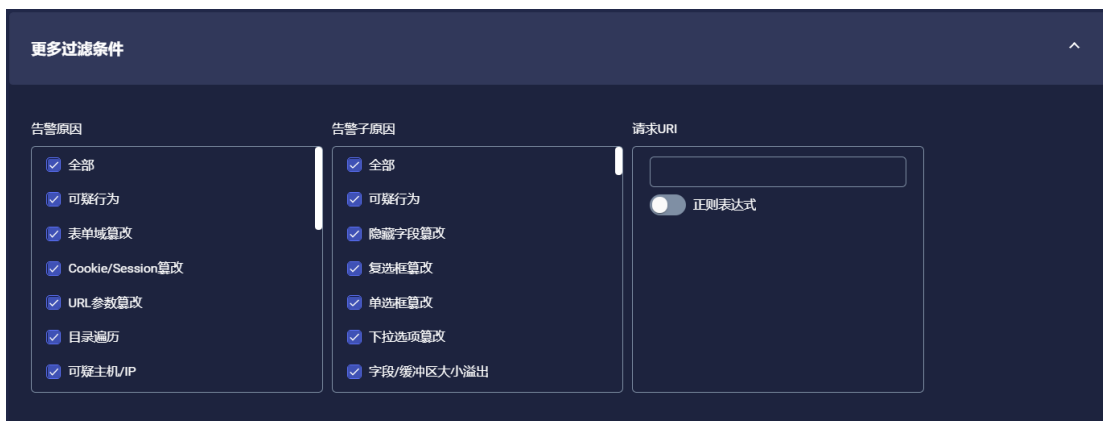 更多过滤条件
告警原因
全部
可疑行为
表单域篡改
Cookie/Session篡改
URL参数篡改
目录遍历
可疑主机/IP
告警子原因
全部
可疑行为
隐藏字段篡改
复选框篡改
单选框篡改
下拉选项篡改
字段/缓冲区大小溢出
请求URI
正则表达式